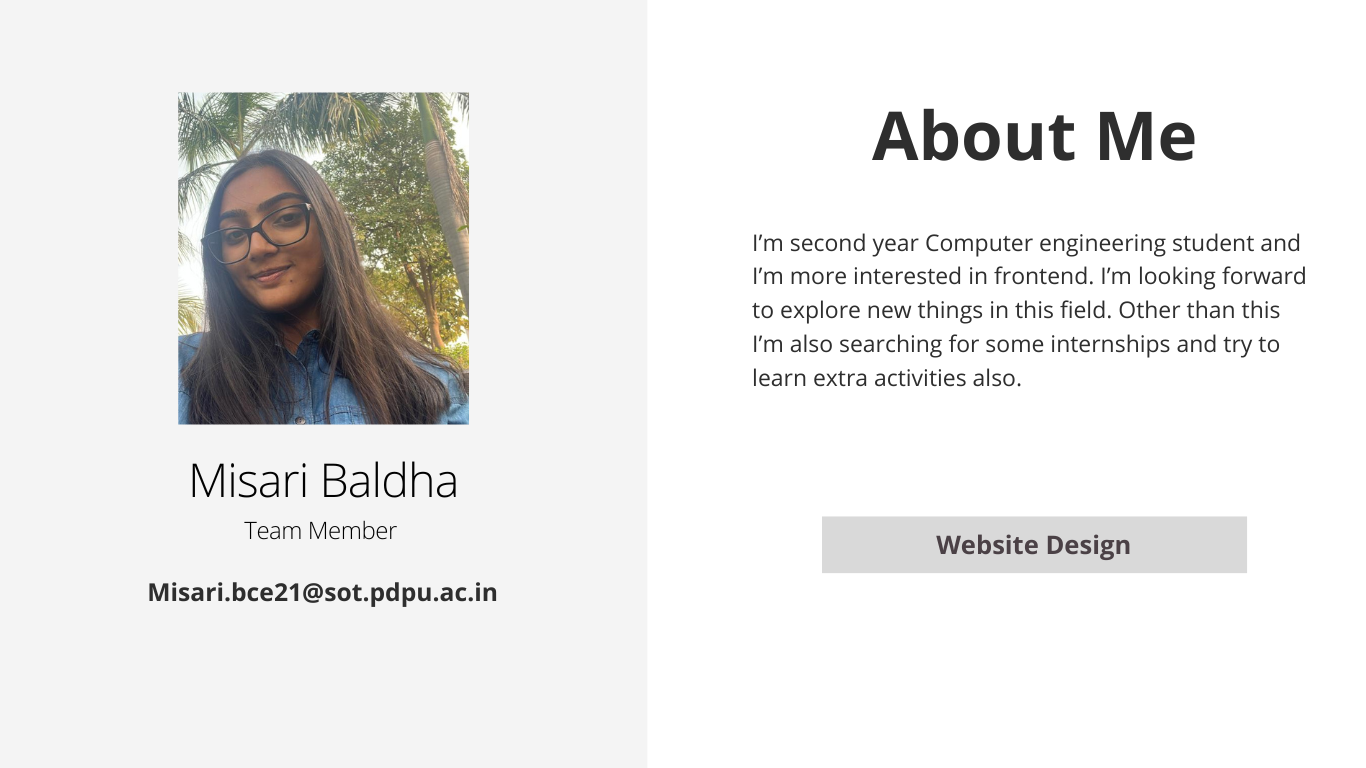 Misari Baldha
Team Member
Misari.bce21@sot.pdpu.ac.in
About Me
I’m second year Computer engineering student and
I’m more interested in frontend. I’m looking forward
to explore new things in this field. Other than this
I’m also searching for some internships and try to
learn extra activities also.
Website Design